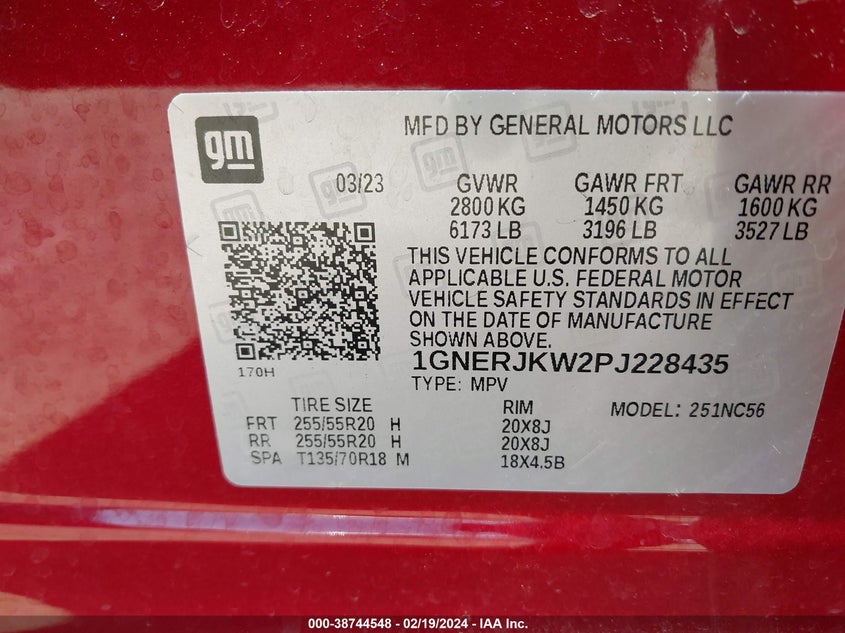 gm
MFD BY GENERAL MOTORS LLC
03/23 GVWR GAWR FRT GAWR RR
2800 KG 1450 KG 1600 KG
6173 LB 3196 LB 3527 LB
THIS VEHICLE CONFORMS TO ALL
APPLICABLE U.S. FEDERAL MOTOR
VEHICLE SAFETY STANDARDS IN EFFECT
ON THE DATE OF MANUFACTURE
SHOWN ABOVE.
1GNERJKW2PJ228435
170H
TYPE: MPV
TIRE SIZE RIM MODEL: 251NC56
FRT 255/55R20 H 20X8J
RR 255/55R20 H 20X8J
SPA T135/70R18 M 18X4.5B
000-38744548 - 02/19/2024 - IAA Inc.